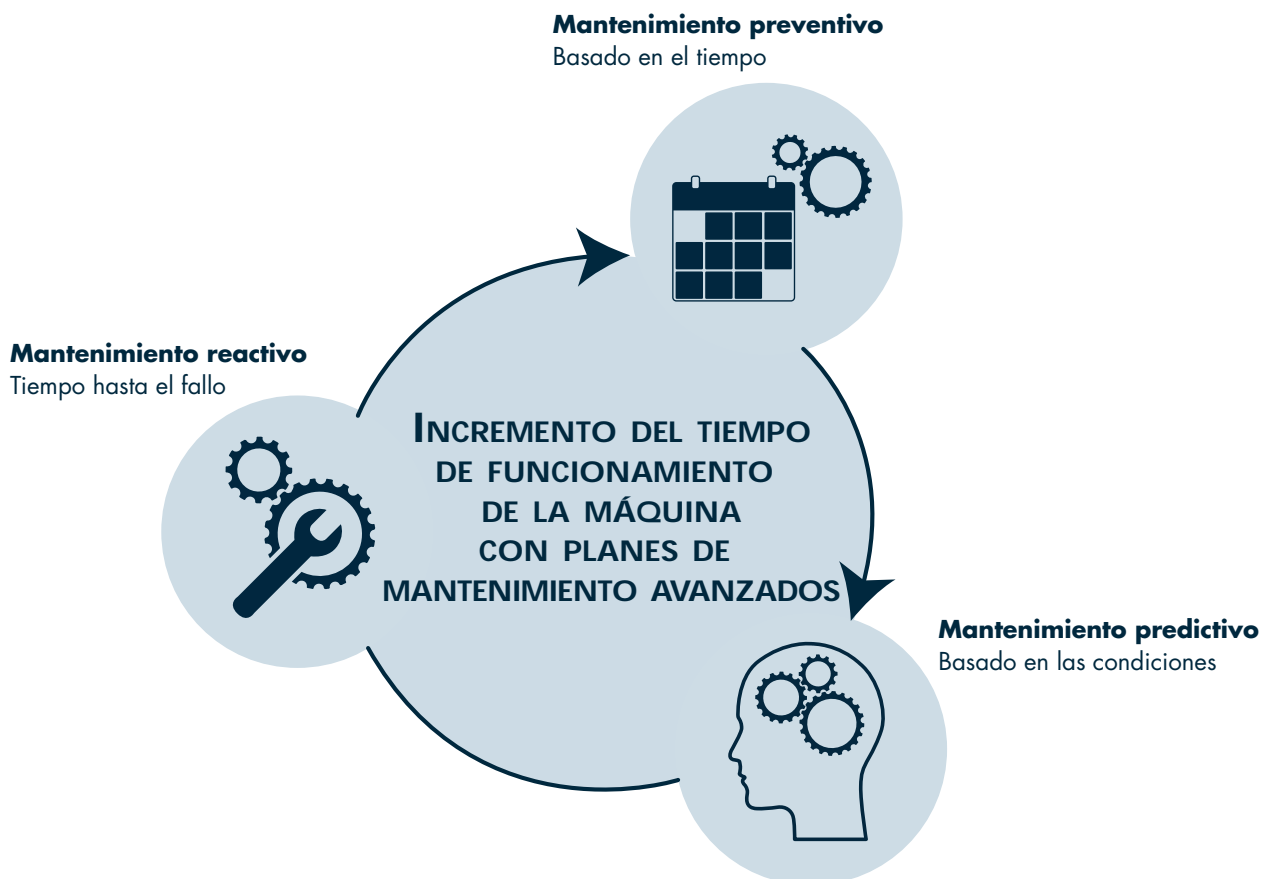 Mantenimiento preventivo
Basado en el tiempo
Mantenimiento reactivo
Tiempo hasta el fallo
INCREMENTO DEL TIEMPO
DE FUNCIONAMIENTO
DE LA MÁQUINA
CON PLANES DE
MANTENIMIENTO AVANZADOS
Mantenimiento predictivo
Basado en las condiciones